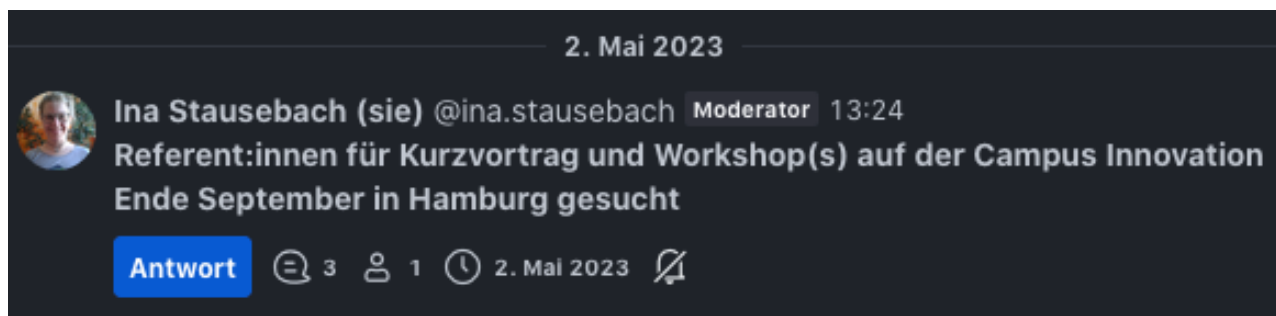 2. Mai 2023
Ina Stausebach (sie) @ina.stausebach Moderator 13:24
Referent:innen für Kurzvortrag und Workshop(s) auf der Campus Innovation
Ende September in Hamburg gesucht
Antwort 3 1 2. Mai 2023